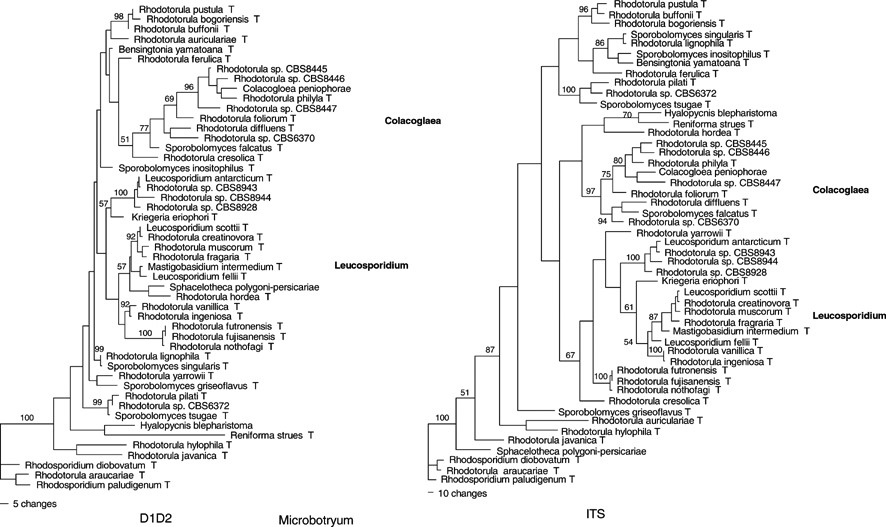 Rhodotorula pustula T
98
Rhodotorula bogoriensis T
Rhodotorula buffonii T
Rhodotorula auriculariae T
Bensingtonia yamatoana T
Rhodotorula ferulica T
Rhodotorula sp. CBS8445
Rhodotorula sp. CBS8446
96
Colacogloea peniophorae
Rhodotorula philyla T
69
Rhodotorula sp. CBS8447
Rhodotorula foliorum T
77
Rhodotorula diffluens T
51
Rhodotorula sp. CBS6370
Sporobolomyces falcatus T
Rhodotorula cresolica T
Colacoglaea
Sporobolomyces inositophilus T
Leucosporidium antarcticum T
100
Rhodotorula sp. CBS8943
Rhodotorula sp. CBS8944
57
Rhodotorula sp. CBS8928
Kriegeria eriophori T
Leucosporidium scottii T
92
Rhodotorula creatinovora T
Rhodotorula muscorum T
Rhodotorula fragaria T
57
Mastigobasidium intermedium T
Leucosporidium
Leucosporidium fellii T
Sphacelotheca polygoni-persicariae
Rhodotorula hordea T
92
Rhodotorula vanillica T
Rhodotorula ingeniosa T
Rhodotorula futronensis T
100
Rhodotorula fujisanensis T
Rhodotorula nothofagi T
99
Rhodotorula lignophila T
Sporobolomyces singularis T
Rhodotorula yarrowii T
Sporobolomyces griseoflavus T
Rhodotorula pilati T
99
Rhodotorula sp. CBS6372
Sporobolomyces tsugae T
100
Hyalopycnis blepharistoma
Reniforma strues T
Rhodotorula hylophila T
Rhodotorula javanica T
Rhodosporidium diobovatum T
Rhodotorula araucariae T
Rhodosporidium paludigenum T
5 changes
D1D2
Microbotryum
Rhodotorula pustula T
96
Rhodotorula buffonii T
Rhodotorula bogoriensis T
Sporobolomyces singularis T
86
Rhodotorula lignophila T
Sporobolomyces inositophilus T
Bensingtonia yamatoana T
Rhodotorula ferulica T
Rhodotorula pilati T
100
Rhodotorula sp. CBS6372
Sporobolomyces tsugae T
Hyalopycnis blepharistoma
70
Reniforma strues T
Rhodotorula hordea T
Rhodotorula sp. CBS8445
Rhodotorula sp. CBS8446
80
Rhodotorula philyla T
75
Colacogloea peniophorae
Rhodotorula sp. CBS8447
97
Rhodotorula foliorum T
Colacoglaea
Rhodotorula diffluens T
Sporobolomyces falcatus T
94
Rhodotorula sp. CBS6370
Rhodotorula yarrowii T
Leucosporidum antarcticum T
Rhodotorula sp. CBS8943
100
Rhodotorula sp. CBS8944
Rhodotorula sp. CBS8928
Kriegeria eriophori T
Leucosporidium scottii T
61
Rhodotorula creatinovora T
Rhodotorula muscorum T
87
Rhodotorula fragraria T
Leucosporidium
Mastigobasidium intermedium T
54
Leucosporidium fellii T
100
Rhodotorula vanillica T
Rhodotorula ingeniosa T
87
67
Rhodotorula futronensis T
100
Rhodotorula fujisanensis T
Rhodotorula nothofagi T
51
Rhodotorula cresolica T
Sporobolomyces griseoflavus T
100
Rhodotorula auriculariae T
Rhodotorula hylophila T
Rhodotorula javanica T
Sphacelotheca polygoni-persicariae
Rhodosporidium diobovatum T
Rhodotorula araucariae T
Rhodosporidium paludigenum T
10 changes
ITS